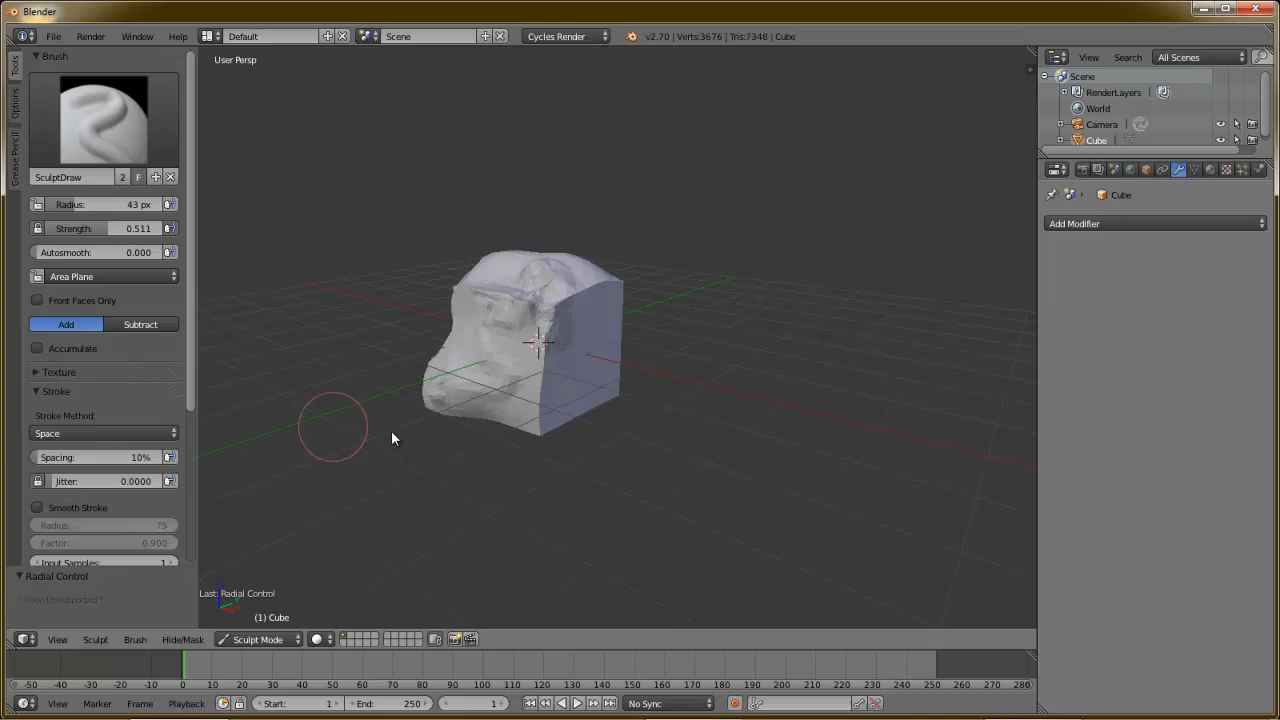 Blender
File Render Window Help Default Scene Cycles Render v2.70 | Verts:3676 | Tris:7348 | Cube
Tools
Options
Grease Pencil
Brush
SculptDraw 2 F
Radius: 43 px
Strength: 0.511
Autosmooth: 0.000
Area Plane
Front Faces Only
Add Subtract
Accumulate
Texture
Stroke
Stroke Method:
Space
Spacing: 10%
Jitter: 0.0000
Smooth Stroke
Radius: 75
Factor: 0.900
Input Samples: 1
Radial Control
Redo Unsupported
User Persp
Last: Radial Control
(1) Cube
View Search All Scenes
Scene
RenderLayers
World
Camera
Cube
Cube
Add Modifier
View Sculpt Brush Hide/Mask Sculpt Mode
-50 -40 -30 -20 -10 0 10 20 30 40 50 60 70 80 90 100 110 120 130 140 150 160 170 180 190 200 210 220 230 240 250 260 270 280
View Marker Frame Playback Start: 1 End: 250 1 No Sync